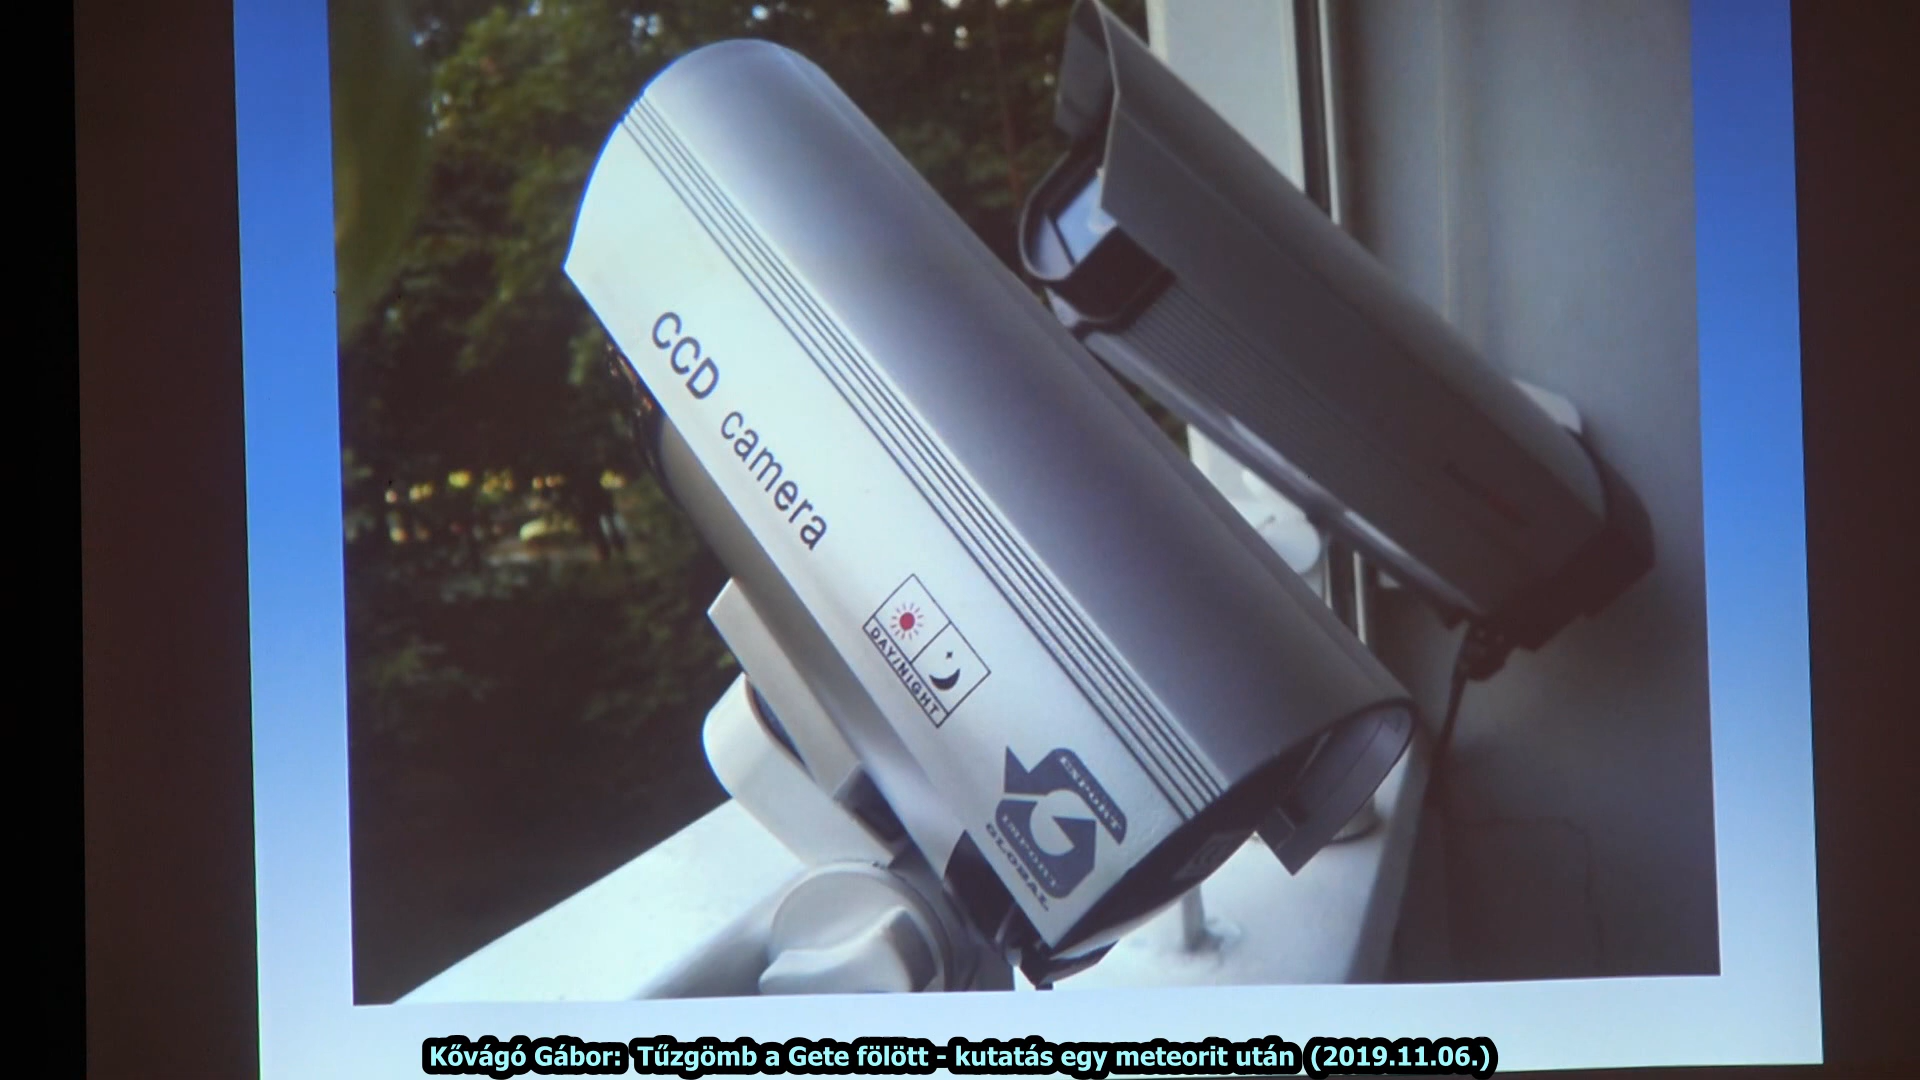 CCD camera
DAY/NIGHT
EXPORT
IMPORT
GLOBAL
Kővágó Gábor: Tűzgömb a Gete fölött - kutatás egy meteorit után (2019.11.06.)